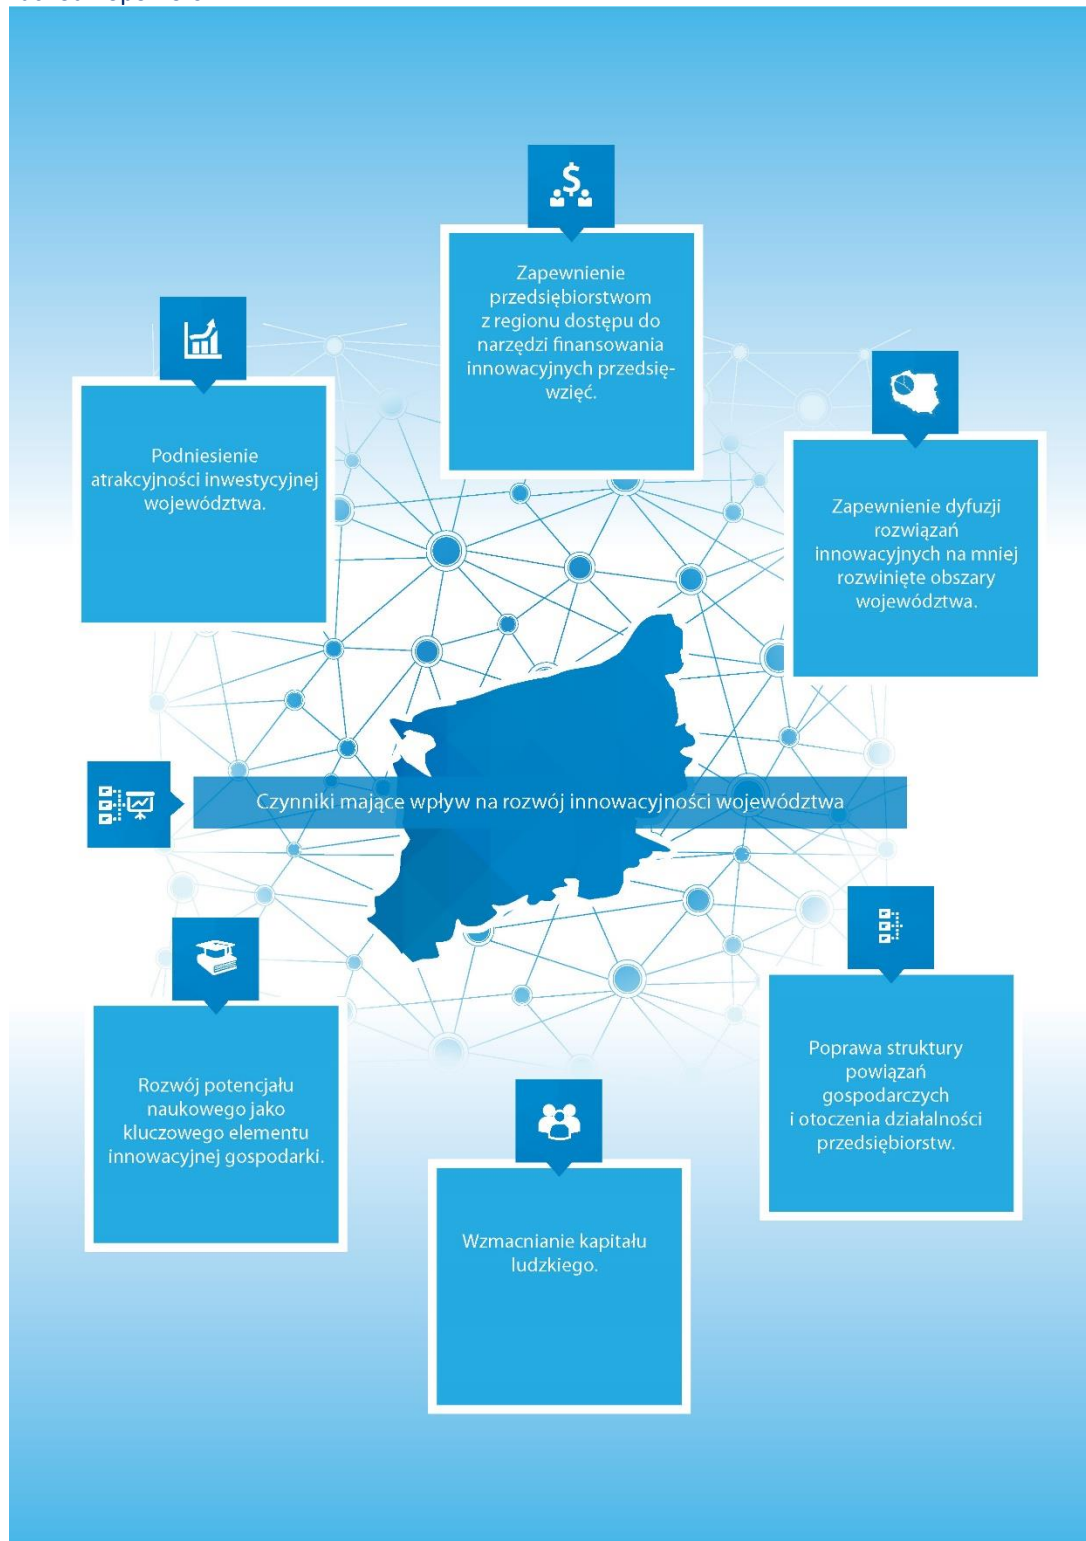 Zapewnienie
przedsiębiorstwom
z regionu dostępu do
narzędzi finansowania
innowacyjnych przedsię-
wzięć.
Podniesienie
atrakcyjności inwestycyjnej
województwa.
Zapewnienie dyfuzji
rozwiązań
innowacyjnych na mniej
rozwinięte obszary
województwa.
Czynniki mające wpływ na rozwój innowacyjności województwa
Rozwój potencjału
naukowego jako
kluczowego elementu
innowacyjnej gospodarki.
Poprawa struktury
powiązań
gospodarczych
i otoczenia działalności
przedsiębiorstw.
Wzmacnianie kapitału
ludzkiego.